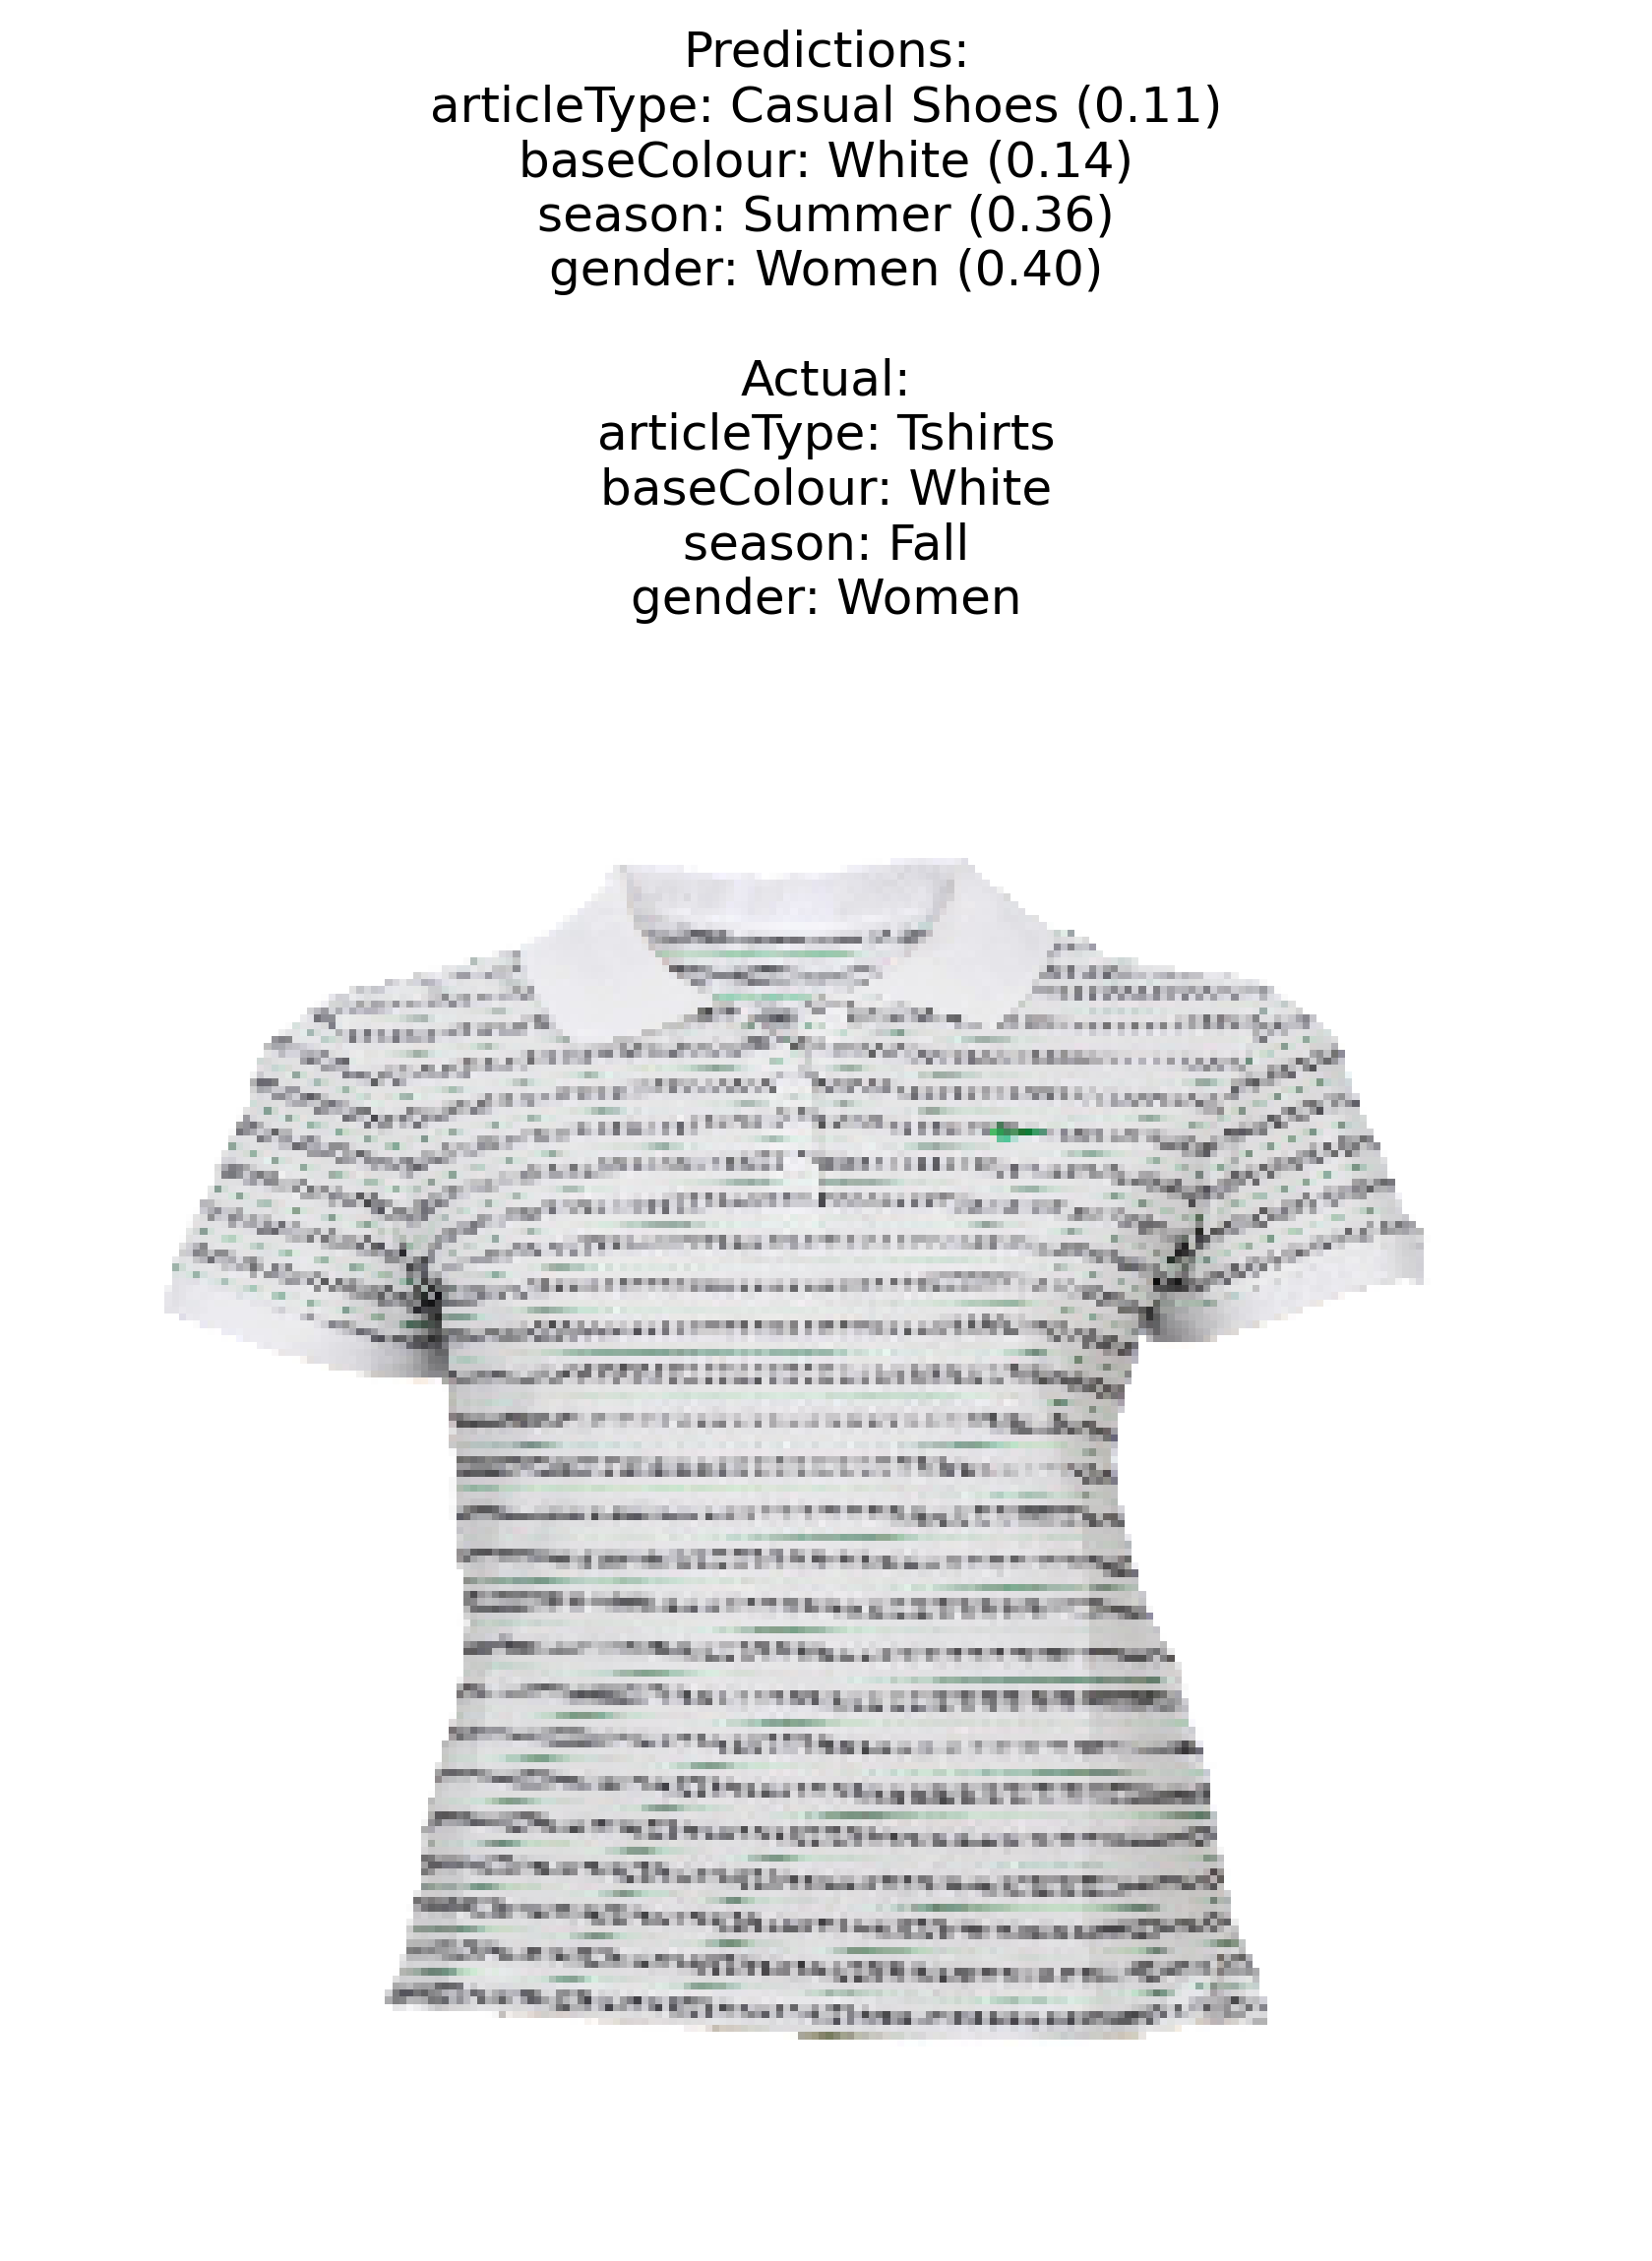 Predictions:
articleType: Casual Shoes (0.11)
baseColour: White (0.14)
season: Summer (0.36)
gender: Women (0.40)
Actual:
articleType: Tshirts
baseColour: White
season: Fall
gender: Women